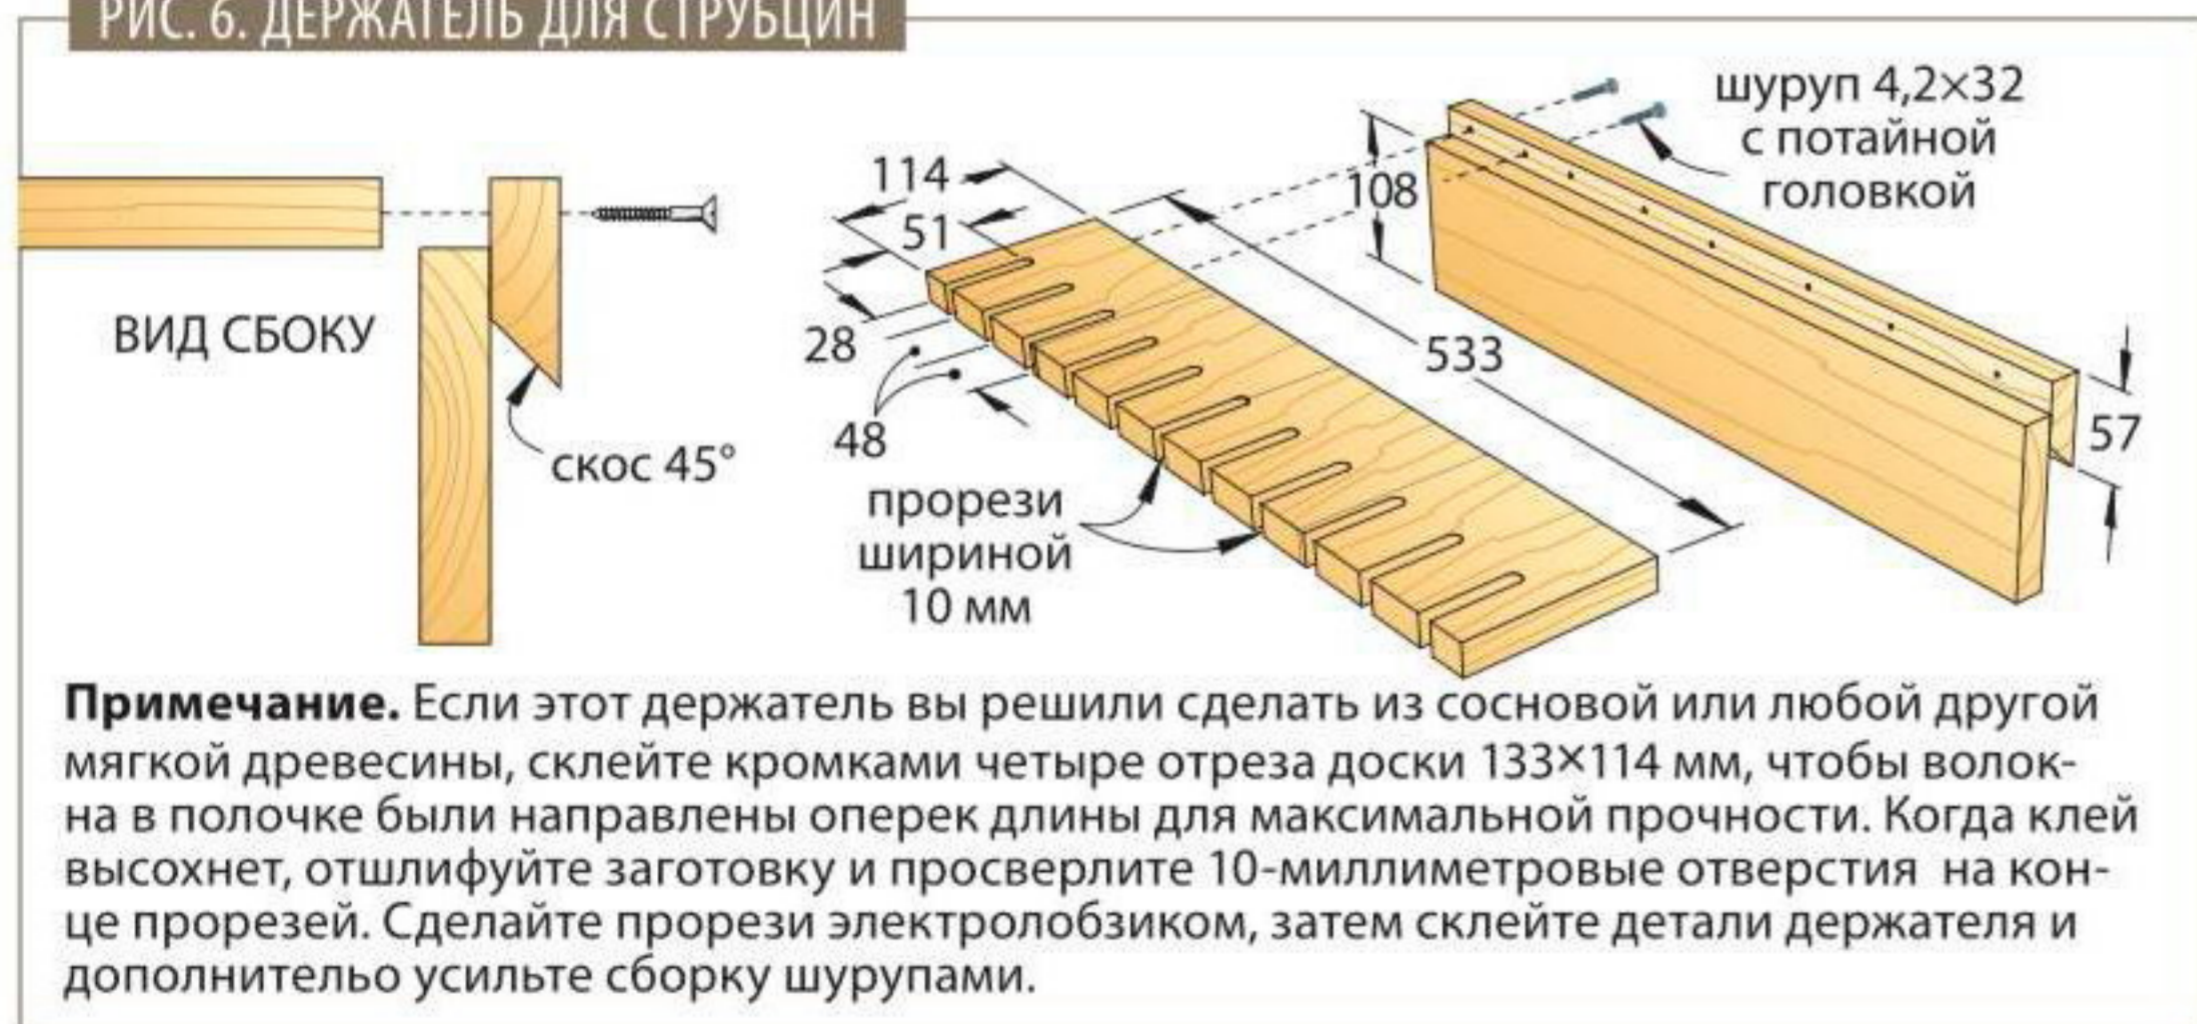 РИС. 6. ДЕРЖАТЕЛЬ ДЛЯ СТРУБЦИН
шуруп 4,2×32
с потайной
головкой
114
108
51
ВИД СБОКУ
28
533
48
57
скос 45°
прорези
шириной
10 мм
Примечание. Если этот держатель вы решили сделать из сосновой или любой другой
мягкой древесины, склейте кромками четыре отреза доски 133×114 мм, чтобы волок-
на в полочке были направлены оперек длины для максимальной прочности. Когда клей
высохнет, отшлифуйте заготовку и просверлите 10-миллиметровые отверстия на кон-
це прорезей. Сделайте прорези электролобзиком, затем склейте детали держателя и
дополнительо усильте сборку шурупами.